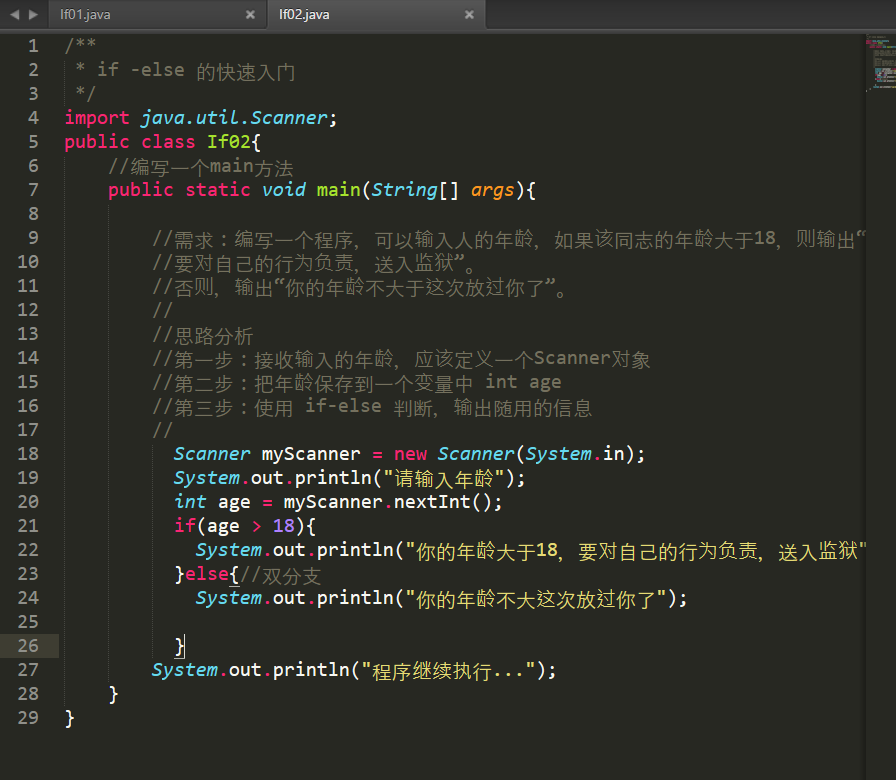 If01.java
If02.java
1 /**
2 * if -else 的快速入门
3 */
4 import java.util.Scanner;
5 public class If02{
6 //编写一个main方法
7 public static void main(String[] args){
8
9 //需求：编写一个程序，可以输入人的年龄，如果该同志的年龄大于18，则输出“
10 //要对自己的行为负责，送入监狱”。
11 //否则，输出“你的年龄不大于这次放过你了”。
12 //
13 //思路分析
14 //第一步：接收输入的年龄，应该定义一个Scanner对象
15 //第二步：把年龄保存到一个变量中 int age
16 //第三步：使用 if-else 判断，输出随用的信息
17 //
18 Scanner myScanner = new Scanner(System.in);
19 System.out.println("请输入年龄");
20 int age = myScanner.nextInt();
21 if(age > 18){
22 System.out.println("你的年龄大于18，要对自己的行为负责，送入监狱"
23 }else{//双分支
24 System.out.println("你的年龄不大这次放过你了");
25
26 }
27 System.out.println("程序继续执行...");
28 }
29 }